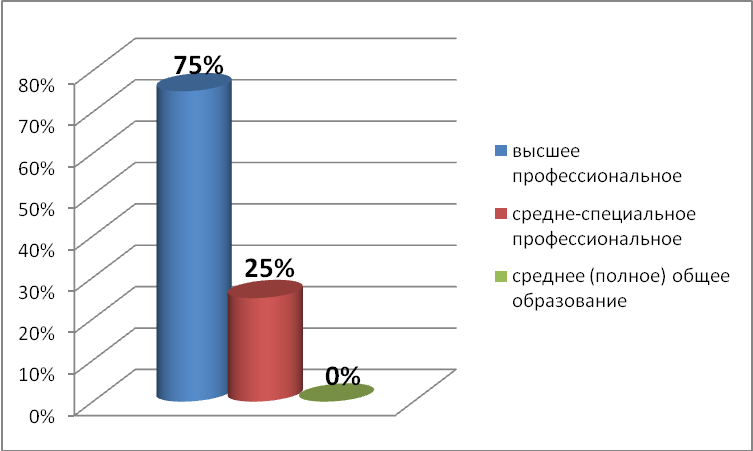 80%
70%
60%
50%
40%
30%
20%
10%
0%
75%
25%
0%
высшее
профессиональное
средне-специальное
профессиональное
среднее (полное) общее
образование